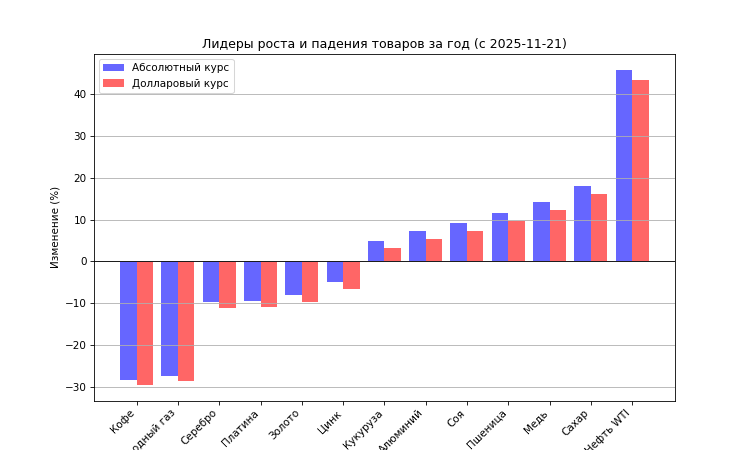 Лидеры роста и падения товаров за год (с 2025-11-21)
Абсолютный курс
Долларовый курс
Изменение (%)
40
30
20
10
0
−10
−20
−30
Кофе
одный газ
Серебро
Платина
Золото
Цинк
Кукуруза
Алюминий
Соя
Пшеница
Медь
Сахар
Нефть WTI